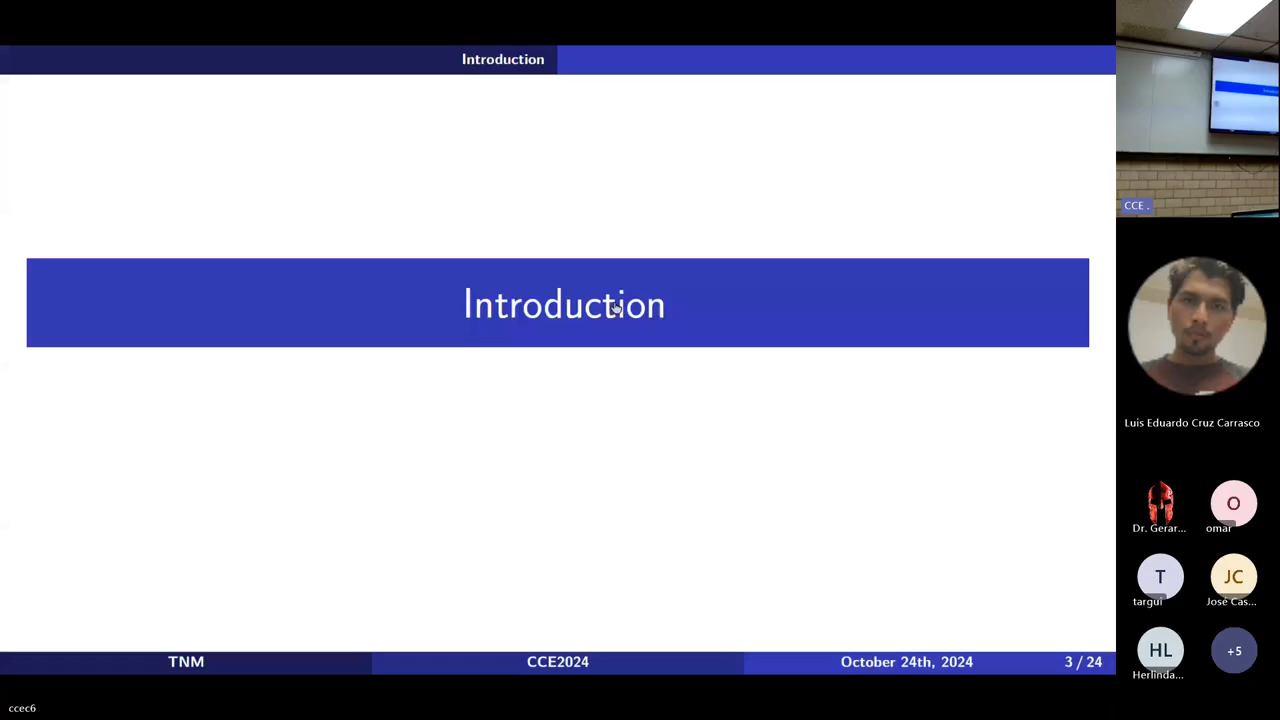 Introduction
Introduction
TNM
CCE2024
October 24th, 2024
3 / 24
CCE .
Luis Eduardo Cruz Carrasco
Dr. Gerar...
O
omar
T
targui
JC
José Cas...
HL
Herlinda...
+5
ccec6